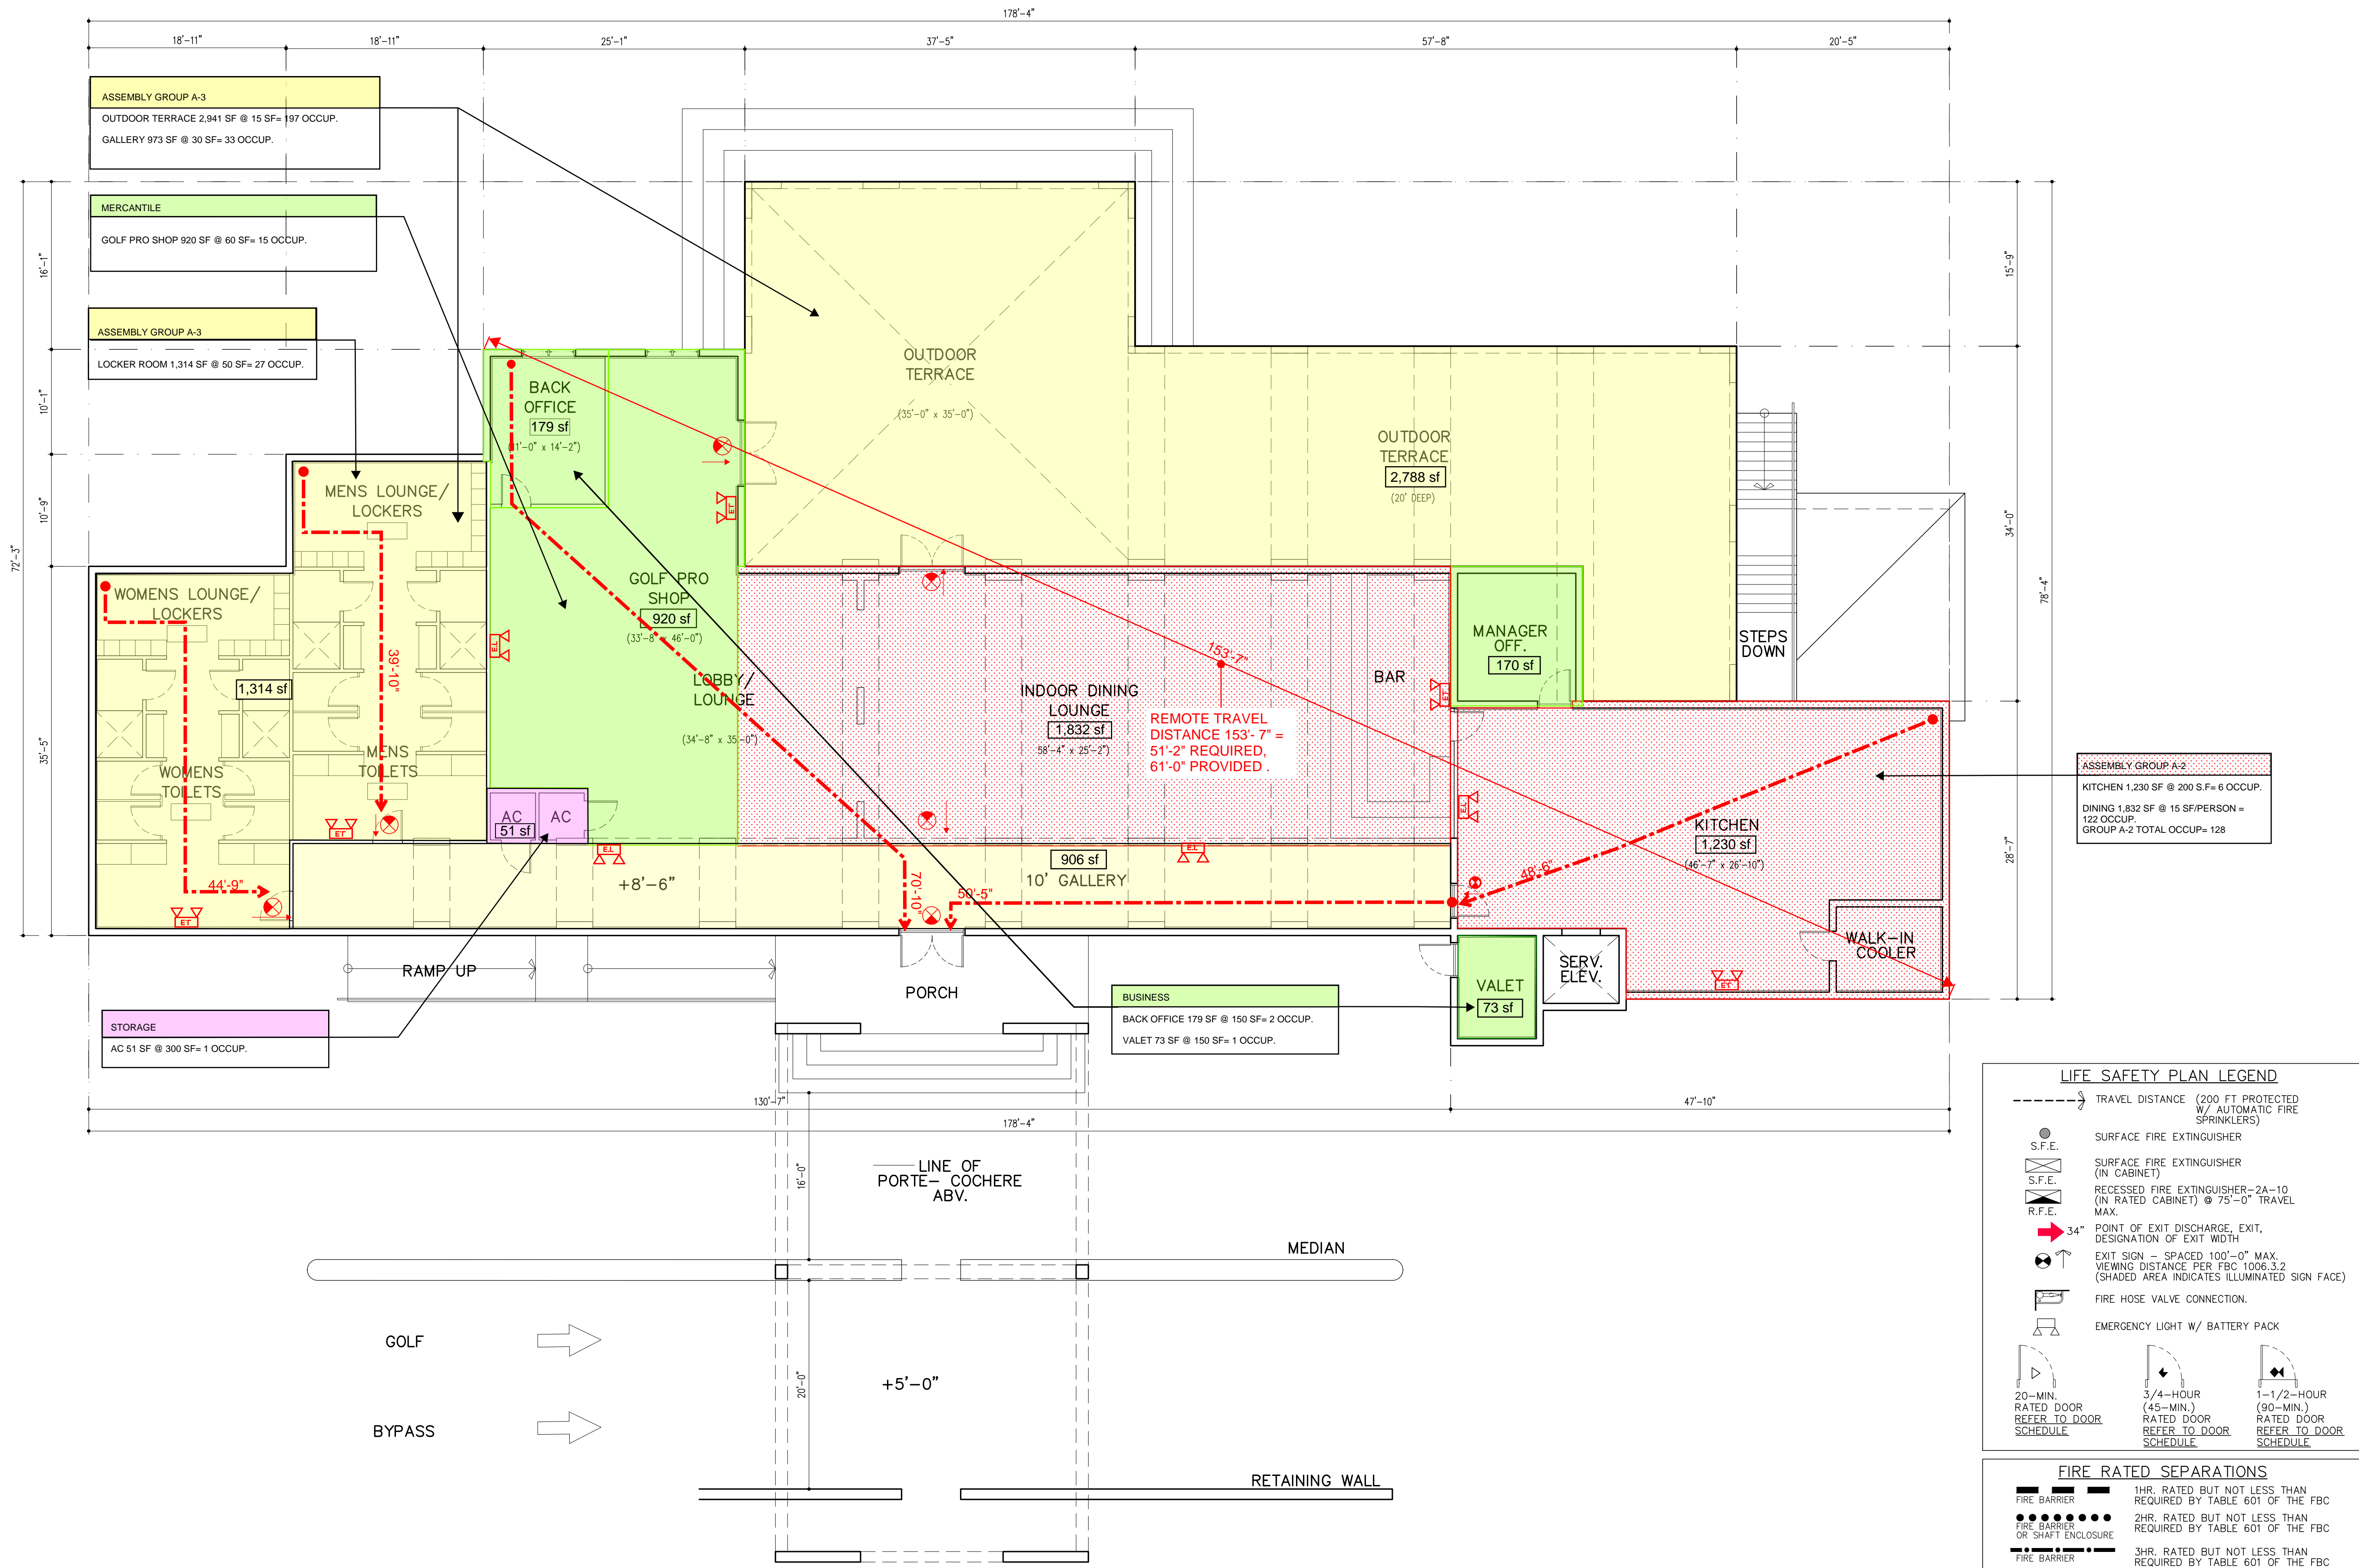 178'-4"
18'-11"
18'-11"
25'-1"
37'-5"
57'-8"
20'-5"
ASSEMBLY GROUP A-3
OUTDOOR TERRACE 2,941 SF @ 15 SF= 197 OCCUP.
GALLERY 973 SF @ 30 SF= 33 OCCUP.
MERCANTILE
GOLF PRO SHOP 920 SF @ 60 SF= 15 OCCUP.
ASSEMBLY GROUP A-3
LOCKER ROOM 1,314 SF @ 50 SF= 27 OCCUP.
72'-3"
16'-1"
10'-1"
10'-9"
35'-5"
15'-9"
34'-0"
78'-4"
28'-7"
OUTDOOR
TERRACE
(35'-0" x 35'-0")
BACK
OFFICE
179 sf
(11'-0" x 14'-2")
OUTDOOR
TERRACE
2,788 sf
(20' DEEP)
MENS LOUNGE/
LOCKERS
WOMENS LOUNGE/
LOCKERS
GOLF PRO
SHOP
920 sf
(33'-8" x 46'-0")
E.L
E.L
E.L
39'-10"
1,314 sf
LOBBY/
LOUNGE
(34'-8" x 35'-0")
INDOOR DINING
LOUNGE
1,832 sf
58'-4" x 25'-2")
153'-7"
REMOTE TRAVEL
DISTANCE 153'- 7" =
51'-2" REQUIRED,
61'-0" PROVIDED .
BAR
MANAGER
OFF.
170 sf
STEPS
DOWN
MENS
TOILETS
WOMENS
TOILETS
AC
AC
51 sf
E.L
E.L
E.L
E.L
KITCHEN
1,230 sf
(46'-7" x 26'-10")
48'-6"
ASSEMBLY GROUP A-2
KITCHEN 1,230 SF @ 200 S.F= 6 OCCUP.
DINING 1,832 SF @ 15 SF/PERSON =
122 OCCUP.
GROUP A-2 TOTAL OCCUP= 128
906 sf
10' GALLERY
+8'-6"
44'-9"
E.L
70'-10"
50'-5"
WALK-IN
COOLER
E.L
RAMP UP
PORCH
SERV.
ELEV.
VALET
73 sf
BUSINESS
BACK OFFICE 179 SF @ 150 SF= 2 OCCUP.
VALET 73 SF @ 150 SF= 1 OCCUP.
STORAGE
AC 51 SF @ 300 SF= 1 OCCUP.
130'-7"
47'-10"
178'-4"
16'-0"
LINE OF
PORTE- COCHERE
ABV.
MEDIAN
GOLF
20'-0"
+5'-0"
BYPASS
RETAINING WALL
LIFE SAFETY PLAN LEGEND
TRAVEL DISTANCE (200 FT PROTECTED
W/ AUTOMATIC FIRE
SPRINKLERS)
S.F.E.
SURFACE FIRE EXTINGUISHER
S.F.E.
SURFACE FIRE EXTINGUISHER
(IN CABINET)
R.F.E.
RECESSED FIRE EXTINGUISHER-2A-10
(IN RATED CABINET) @ 75'-0" TRAVEL
MAX.
34"
POINT OF EXIT DISCHARGE, EXIT,
DESIGNATION OF EXIT WIDTH
EXIT SIGN - SPACED 100'-0" MAX.
VIEWING DISTANCE PER FBC 1006.3.2
(SHADED AREA INDICATES ILLUMINATED SIGN FACE)
FIRE HOSE VALVE CONNECTION.
EMERGENCY LIGHT W/ BATTERY PACK
20-MIN.
RATED DOOR
REFER TO DOOR
SCHEDULE
3/4-HOUR
(45-MIN.)
RATED DOOR
REFER TO DOOR
SCHEDULE
1-1/2-HOUR
(90-MIN.)
RATED DOOR
REFER TO DOOR
SCHEDULE
FIRE RATED SEPARATIONS
FIRE BARRIER
1HR. RATED BUT NOT LESS THAN
REQUIRED BY TABLE 601 OF THE FBC
FIRE BARRIER
OR SHAFT ENCLOSURE
2HR. RATED BUT NOT LESS THAN
REQUIRED BY TABLE 601 OF THE FBC
FIRE BARRIER
3HR. RATED BUT NOT LESS THAN
REQUIRED BY TABLE 601 OF THE FBC